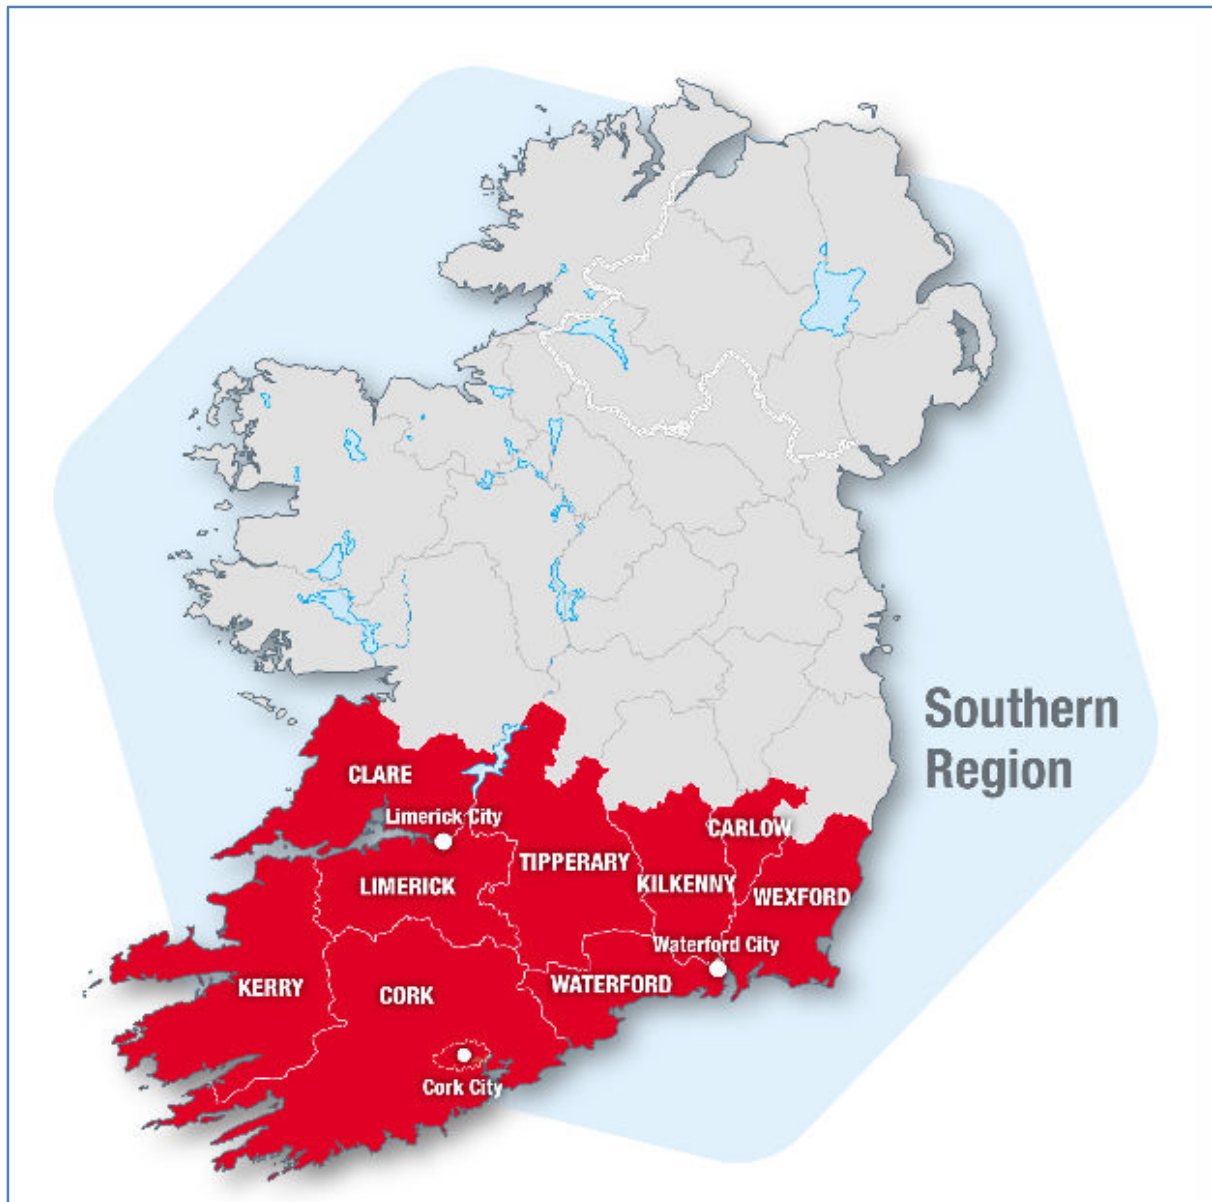 Southern
Region
CLARE
Limerick City
CARLOW
TIPPERARY
LIMERICK
KILKENNY
WEXFORD
Waterford City
KERRY
CORK
WATERFORD
Cork City